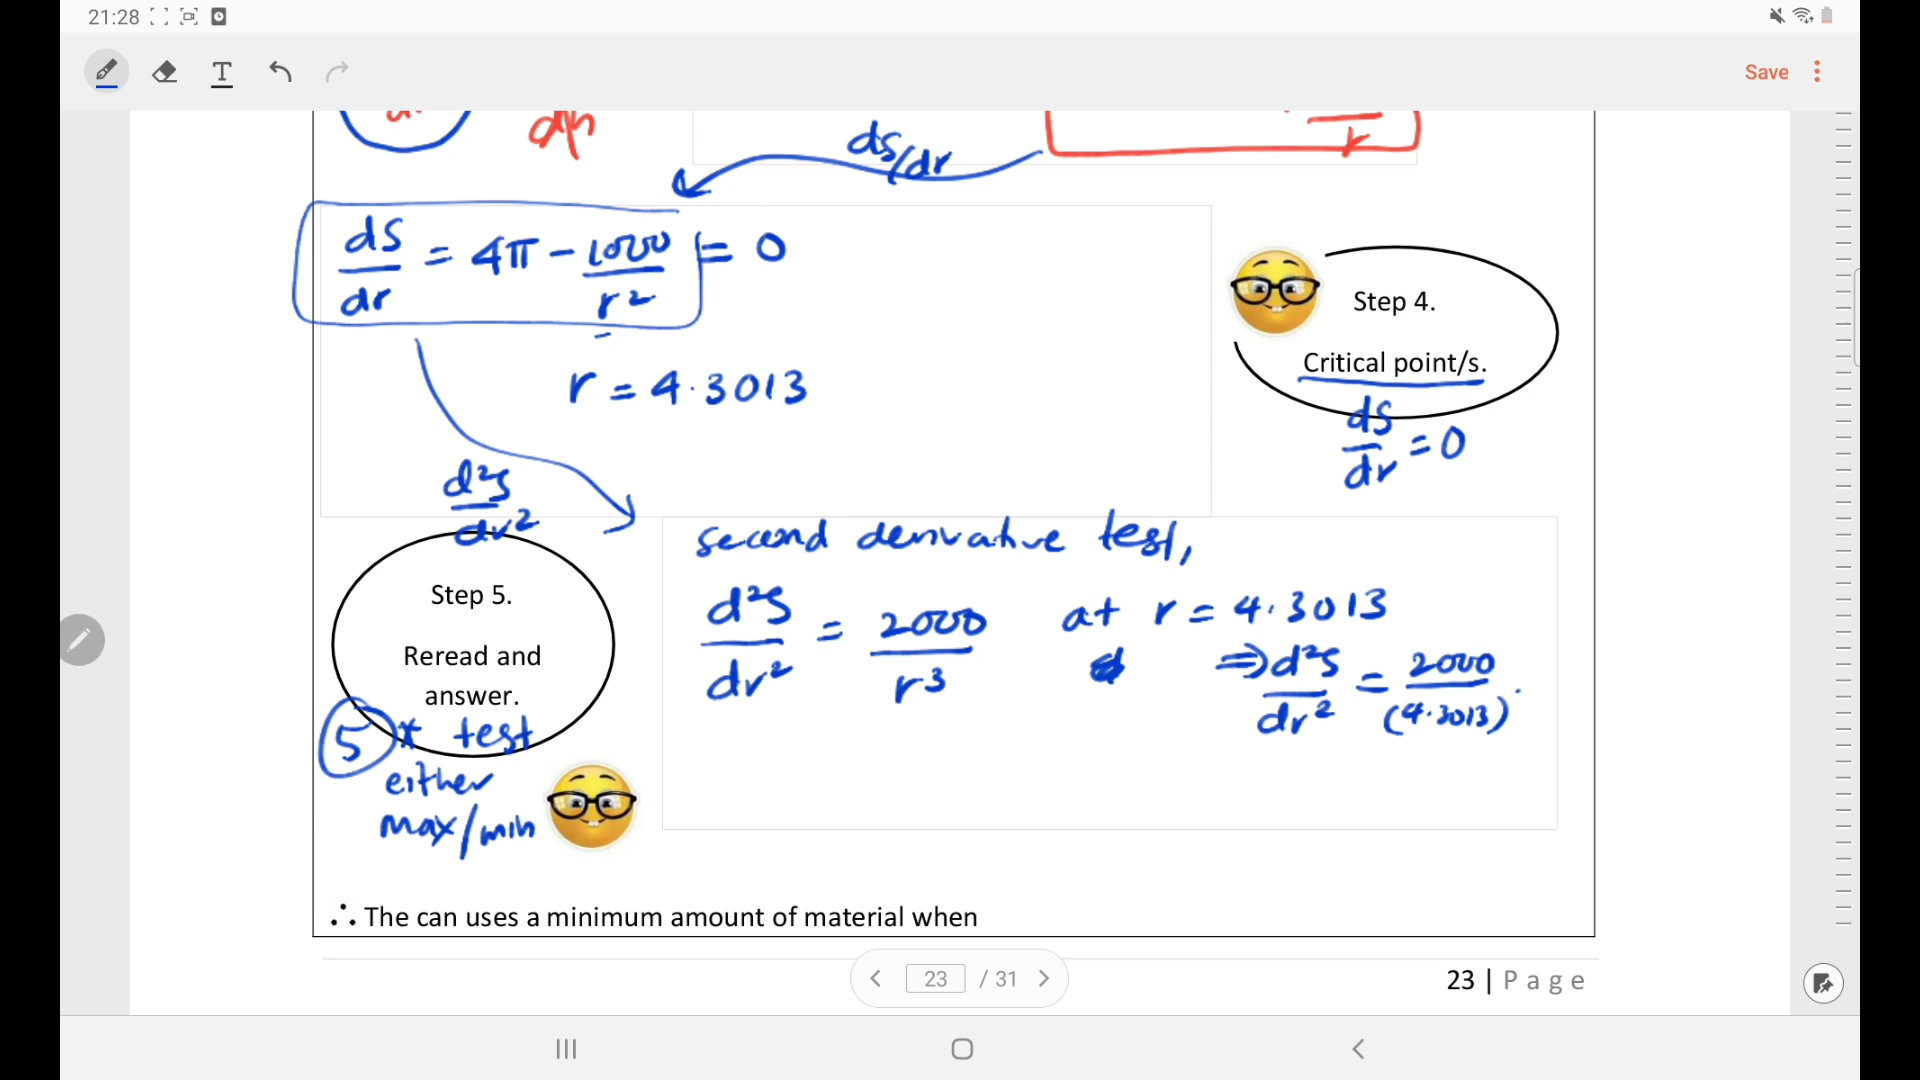 21:28
T
Save
ds/dr
dS/dr = 4π - 1000/r² = 0
Step 4.
r = 4.3013
Critical point/s.
dS/dr = 0
d²S/dr²
second derivative test,
Step 5.
d²S/dr² = 2000/r³ at r = 4.3013
Reread and
answer.
⇒ d²S/dr² = 2000/(4.3013)
5 * test
either
max/min
∴ The can uses a minimum amount of material when
23 / 31
23 | Page